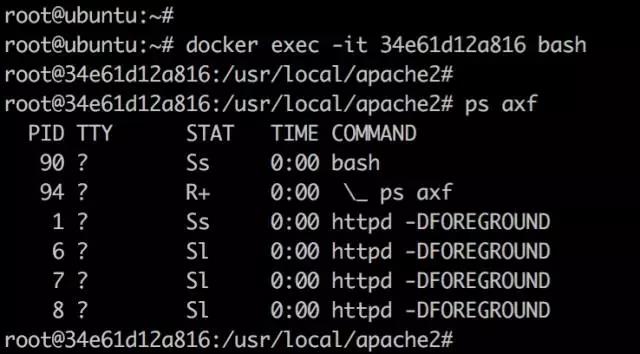 root@ubuntu:~#
root@ubuntu:~# docker exec -it 34e61d12a816 bash
root@34e61d12a816:/usr/local/apache2#
root@34e61d12a816:/usr/local/apache2# ps axf
PID TTY STAT TIME COMMAND
90 ? Ss 0:00 bash
94 ? R+ 0:00 \_ ps axf
1 ? Ss 0:00 httpd -DFOREGROUND
6 ? Sl 0:00 httpd -DFOREGROUND
7 ? Sl 0:00 httpd -DFOREGROUND
8 ? Sl 0:00 httpd -DFOREGROUND
root@34e61d12a816:/usr/local/apache2#